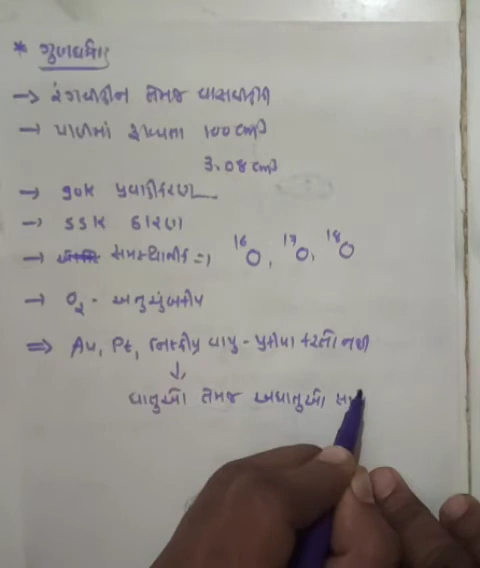 * ગુણધર્મો
→ રંગવિહીન તેમજ વાસવિહીન
→ પાણીમાં દ્રાવ્યતા 100 cm³
3.08 cm³
→ 90K પ્રવાહીકરણ
→ 55K ઠારણ
→ સમસ્થાનિક ⇒ ¹⁶O, ¹⁷O, ¹⁸O
→ O₂ - અનુચુંબકીય
⇒ Au, Pt, નિષ્ક્રીય વાયુ - પ્રક્રીયા કરતો નથી
↓
ધાતુઓ તેમજ અધાતુઓ